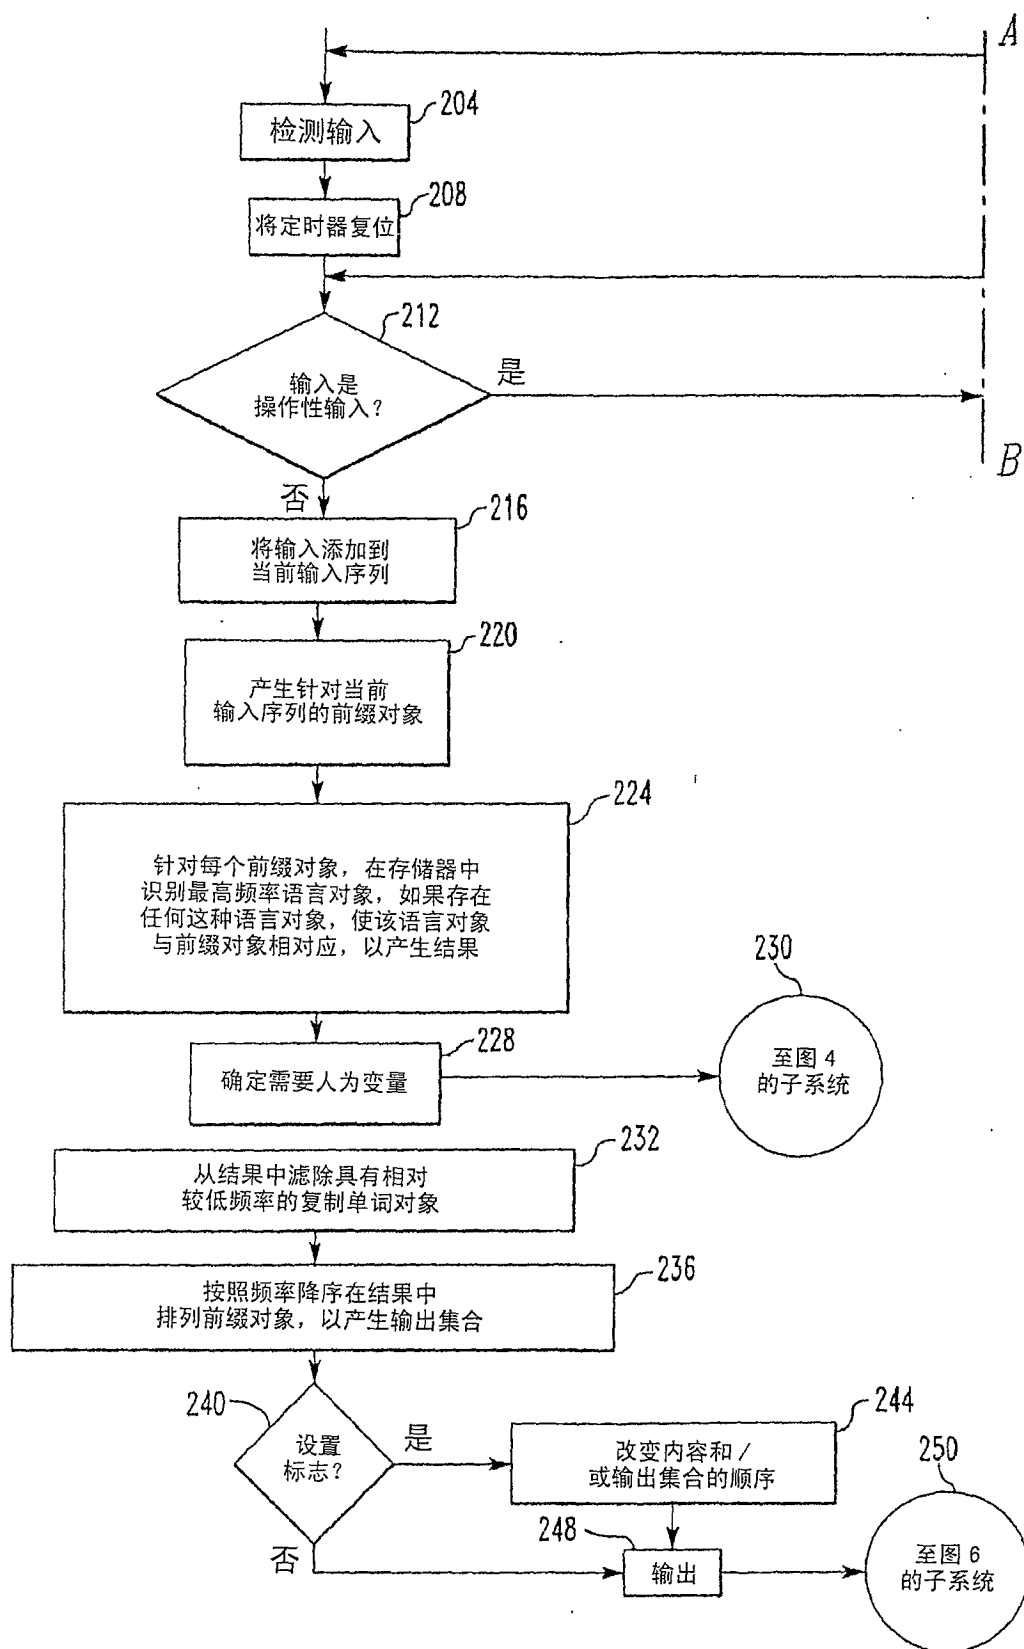 A
204
检测输入
208
将定时器复位
212
输入是
操作性输入?
是
B
否
216
将输入添加到
当前输入序列
220
产生针对当前
输入序列的前缀对象
224
针对每个前缀对象，在存储器中
识别最高频率语言对象，如果存在
任何这种语言对象，使该语言对象
与前缀对象相对应，以产生结果
230
至图 4
的子系统
228
确定需要人为变量
232
从结果中滤除具有相对
较低频率的复制单词对象
236
按照频率降序在结果中
排列前缀对象，以产生输出集合
240
设置
标志?
是
244
改变内容和/
或输出集合的顺序
250
至图 6
的子系统
248
输出
否